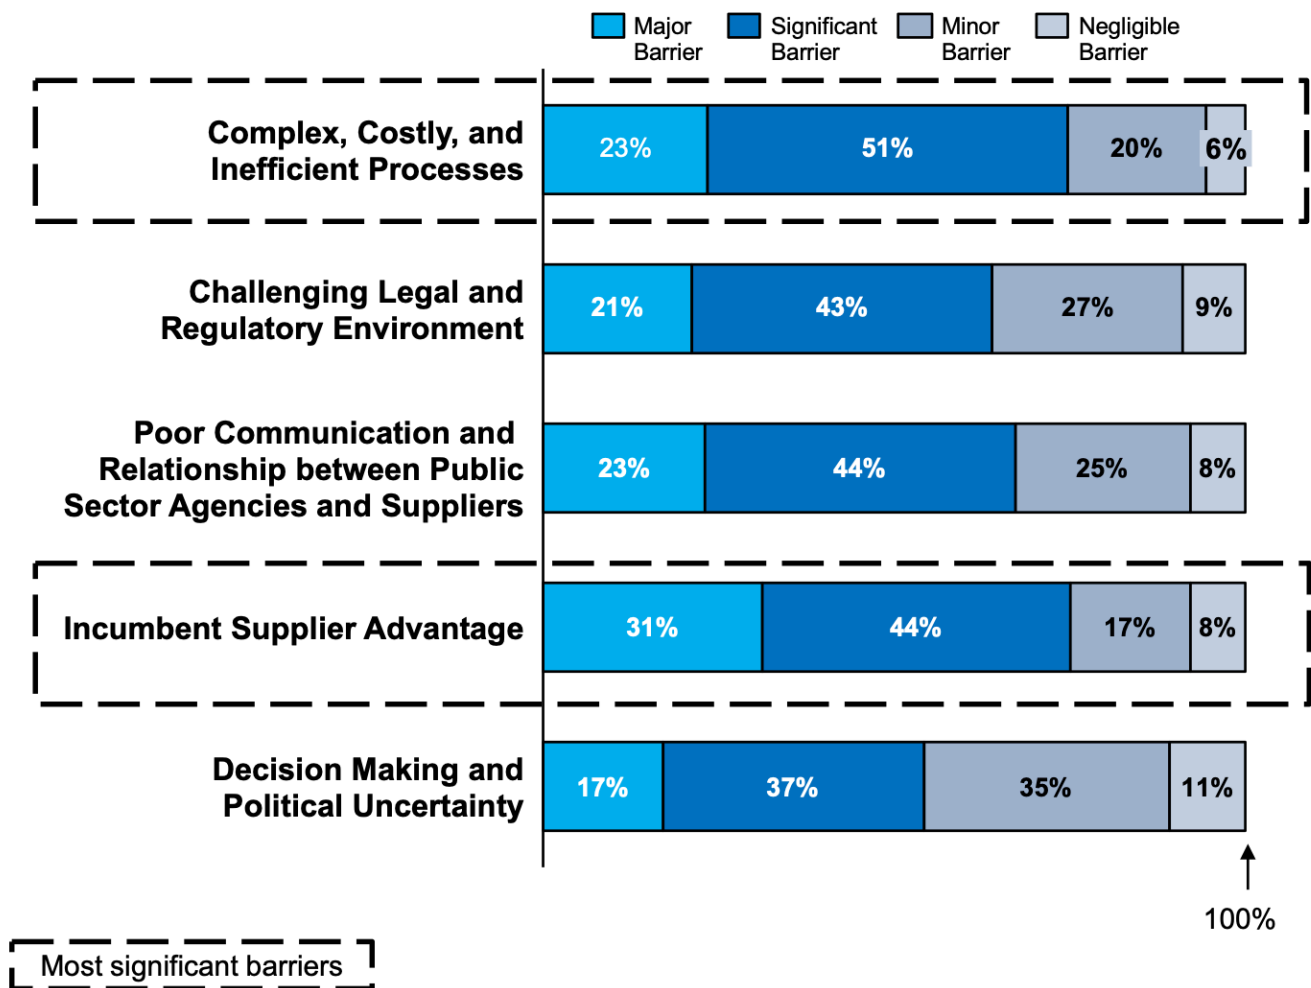 Major Barrier
Significant Barrier
Minor Barrier
Negligible Barrier
Complex, Costly, and
Inefficient Processes
23% 51% 20% 6%
Challenging Legal and
Regulatory Environment
21% 43% 27% 9%
Poor Communication and
Relationship between Public
Sector Agencies and Suppliers
23% 44% 25% 8%
Incumbent Supplier Advantage
31% 44% 17% 8%
Decision Making and
Political Uncertainty
17% 37% 35% 11%
100%
Most significant barriers